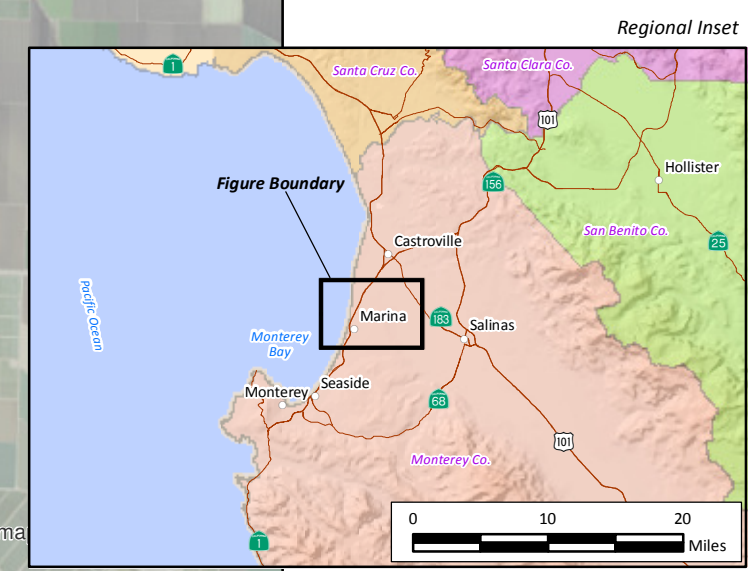 Regional Inset
Santa Cruz Co.
Santa Clara Co.
1
101
Hollister
156
Figure Boundary
San Benito Co.
25
Castroville
Pacific Ocean
Marina
183
Salinas
Monterey
Bay
Seaside
Monterey
68
101
Monterey Co.
0 10 20
Miles
1